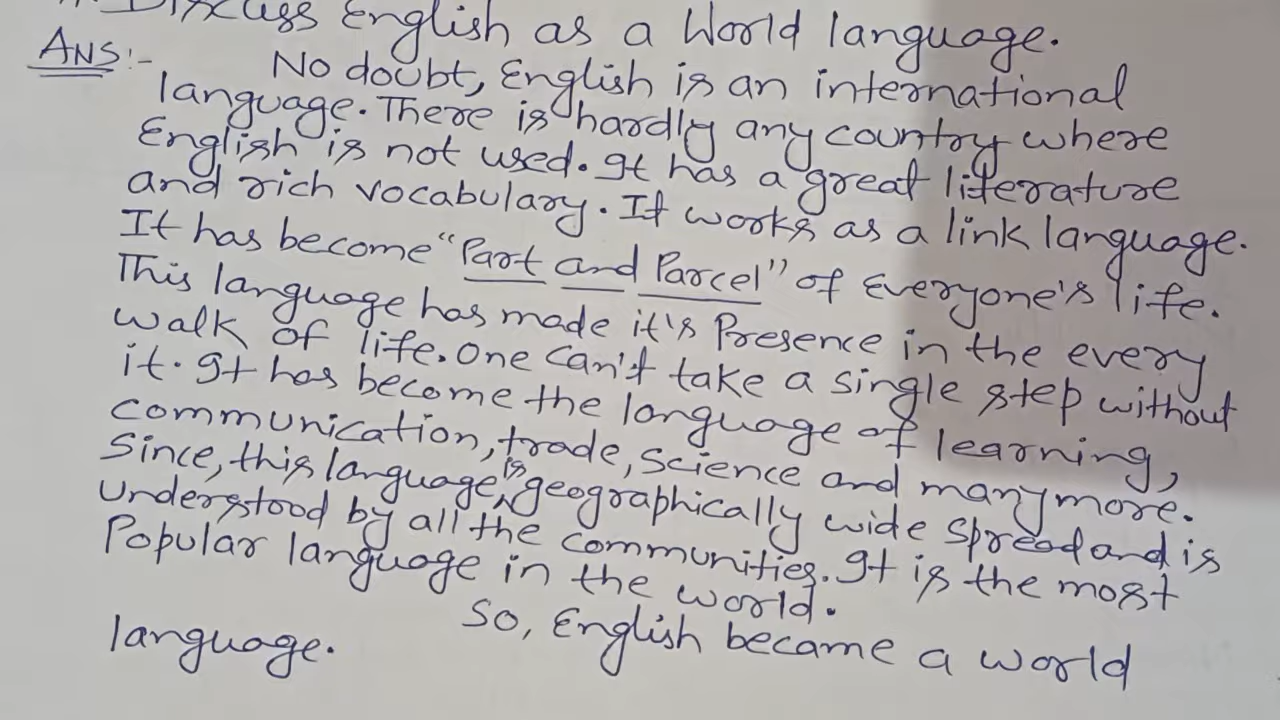 Discuss English as a World language.
ANS:-
No doubt, English is an international
language. There is hardly any country where
English is not used. It has a great literature
and rich vocabulary. It works as a link language.
It has become "Part and Parcel" of everyone's life.
This language has made it's Presence in the every
walk of life. One can't take a single step without
it. It has become the language of learning,
communication, trade, science and many more.
Since, this language, is geographically wide spread and is
understood by all the communities. It is the most
Popular language in the world.
So, English became a world
language.